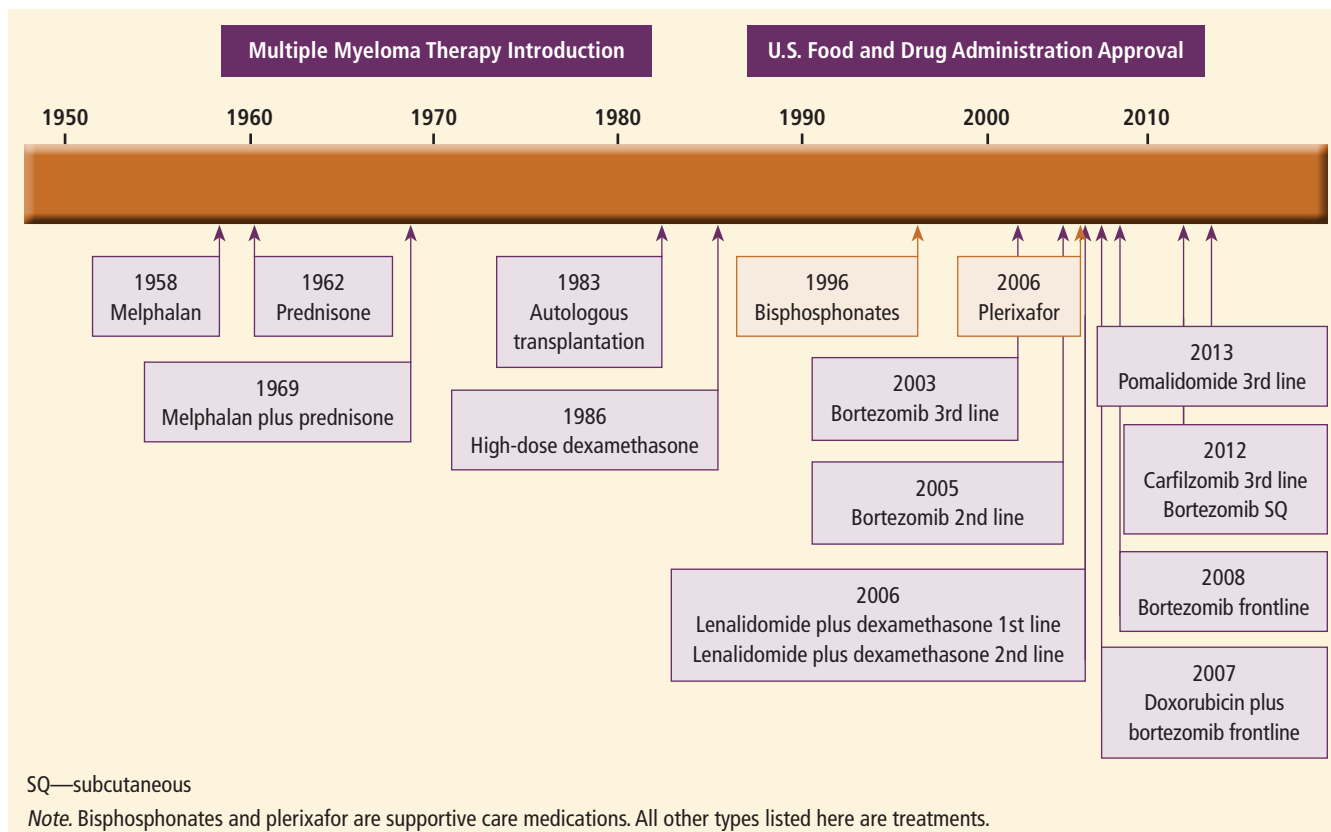 Multiple Myeloma Therapy Introduction
U.S. Food and Drug Administration Approval
1950
1960
1970
1980
1990
2000
2010
1958
Melphalan
1962
Prednisone
1969
Melphalan plus prednisone
1983
Autologous
transplantation
1986
High-dose dexamethasone
1996
Bisphosphonates
2006
Plerixafor
2003
Bortezomib 3rd line
2005
Bortezomib 2nd line
2006
Lenalidomide plus dexamethasone 1st line
Lenalidomide plus dexamethasone 2nd line
2013
Pomalidomide 3rd line
2012
Carfilzomib 3rd line
Bortezomib SQ
2008
Bortezomib frontline
2007
Doxorubicin plus
bortezomib frontline
SQ—subcutaneous
Note. Bisphosphonates and plerixafor are supportive care medications. All other types listed here are treatments.